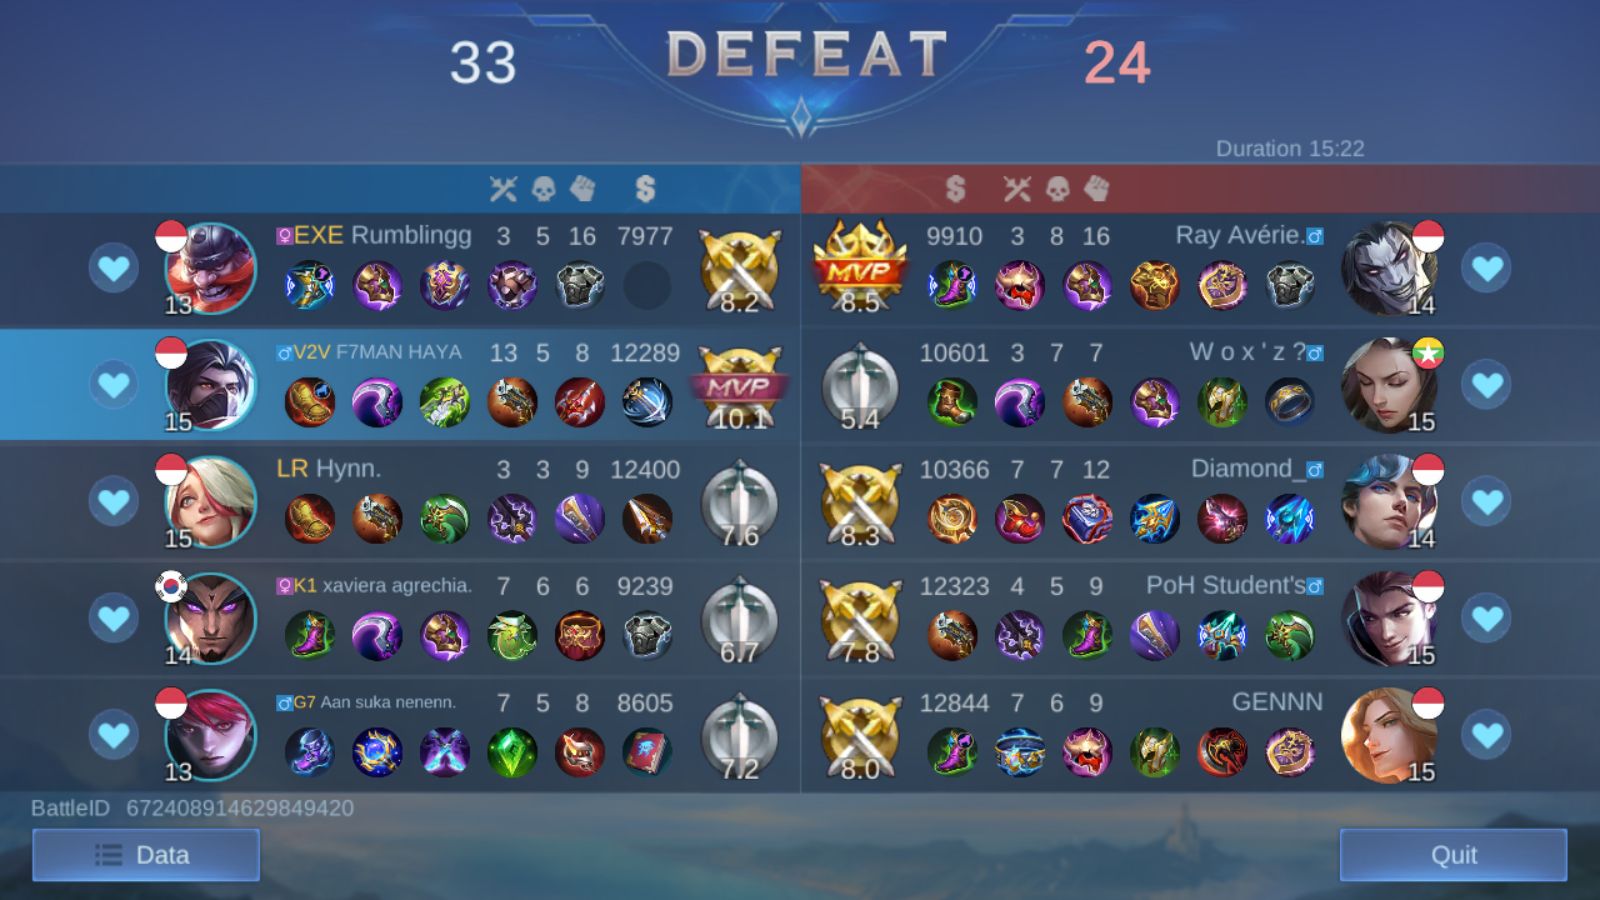 33 DEFEAT 24
Duration 15:22
EXE Rumblingg 3 5 16 7977
13 8.2
MVP 9910 3 8 16 Ray Avérie.
8.5 14
V2V F7MAN HAYA 13 5 8 12289 MVP
15 10.1
10601 3 7 7 W o x ' z ?
5.4 15
LR Hynn. 3 3 9 12400
15 7.6
10366 7 7 12 Diamond_
8.3 14
K1 xaviera agrechia. 7 6 6 9239
14 6.7
12323 4 5 9 PoH Student's
7.8 15
G7 Aan suka nenenn. 7 5 8 8605
13 7.2
12844 7 6 9 GENNN
8.0 15
BattleID 672408914629849420
Data Quit